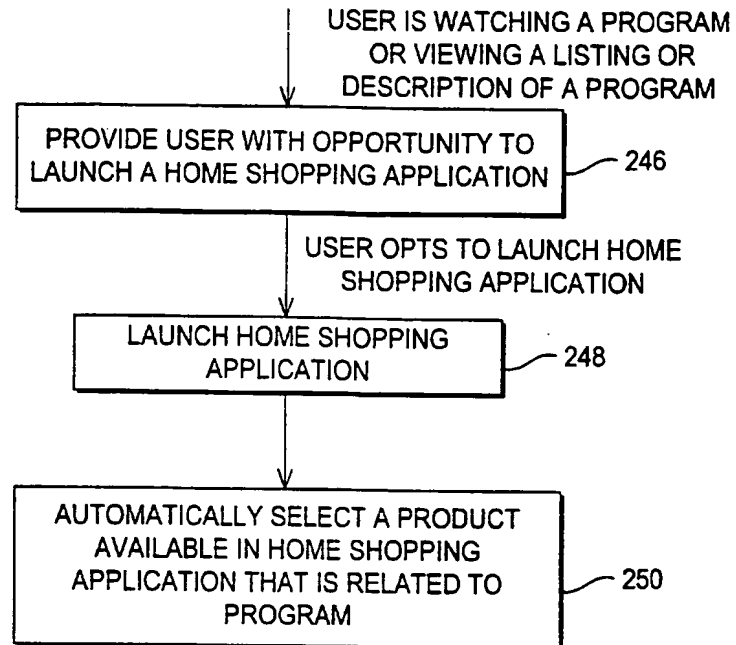 USER IS WATCHING A PROGRAM
OR VIEWING A LISTING OR
DESCRIPTION OF A PROGRAM
PROVIDE USER WITH OPPORTUNITY TO
LAUNCH A HOME SHOPPING APPLICATION
246
USER OPTS TO LAUNCH HOME
SHOPPING APPLICATION
LAUNCH HOME SHOPPING
APPLICATION
248
AUTOMATICALLY SELECT A PRODUCT
AVAILABLE IN HOME SHOPPING
APPLICATION THAT IS RELATED TO
PROGRAM
250